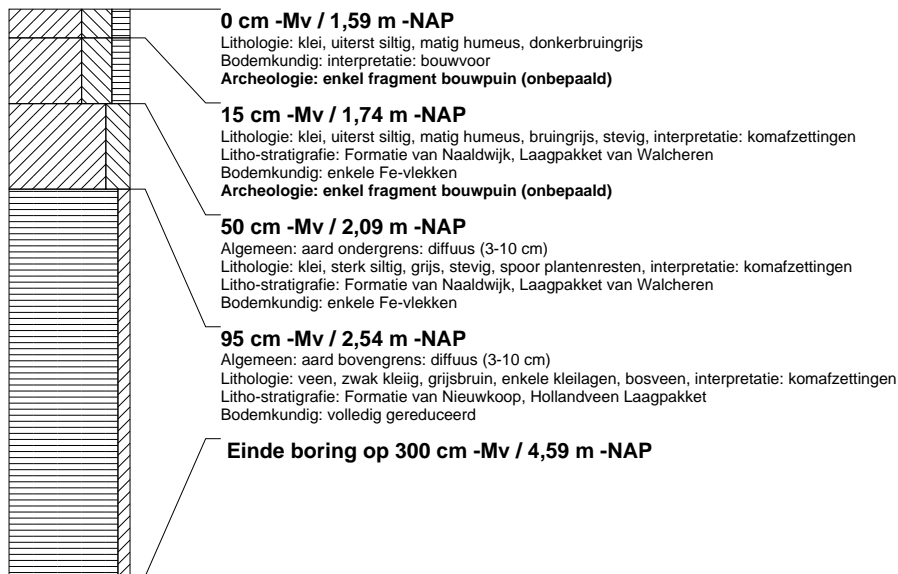 0 cm -Mv / 1,59 m -NAP
Lithologie: klei, uiterst siltig, matig humeus, donkerbruingrijs
Bodemkundig: interpretatie: bouwvoor
Archeologie: enkel fragment bouwpuin (onbepaald)
15 cm -Mv / 1,74 m -NAP
Lithologie: klei, uiterst siltig, matig humeus, bruingrijs, stevig, interpretatie: komafzettingen
Litho-stratigrafie: Formatie van Naaldwijk, Laagpakket van Walcheren
Bodemkundig: enkele Fe-vlekken
Archeologie: enkel fragment bouwpuin (onbepaald)
50 cm -Mv / 2,09 m -NAP
Algemeen: aard ondergrens: diffuus (3-10 cm)
Lithologie: klei, sterk siltig, grijs, stevig, spoor plantenresten, interpretatie: komafzettingen
Litho-stratigrafie: Formatie van Naaldwijk, Laagpakket van Walcheren
Bodemkundig: enkele Fe-vlekken
95 cm -Mv / 2,54 m -NAP
Algemeen: aard bovengrens: diffuus (3-10 cm)
Lithologie: veen, zwak kleiig, grijsbruin, enkele kleilagen, bosveen, interpretatie: komafzettingen
Litho-stratigrafie: Formatie van Nieuwkoop, Hollandveen Laagpakket
Bodemkundig: volledig gereduceerd
Einde boring op 300 cm -Mv / 4,59 m -NAP